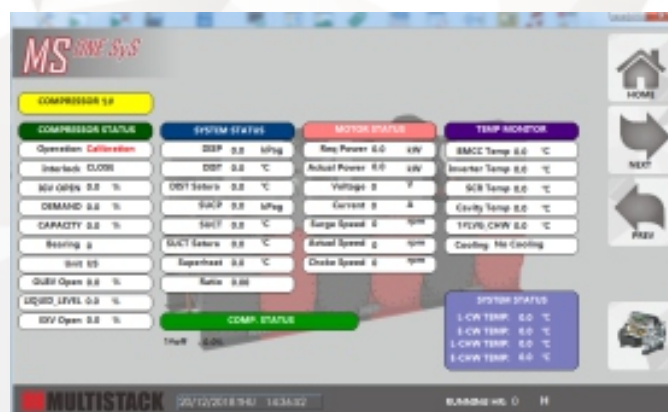 MS ONE SyS
COMPRESSOR
HOME
COMPRESSOR STATUS
Operation Calibration
Interlock CLOSE
IGV OPEN 0.0 %
DEMAND 0.0 %
CAPACITY 0.0 %
Bearing 0
LIQUID_LEVEL 0.0 %
EXV Open 0.0 %
SYSTEM STATUS
DISP 0.0 kPag
DIST 0.0 °C
DIST Satura 0.0 °C
SUCP 0.0 kPag
SUCT 0.0 °C
SUCT Satura 0.0 °C
Superheat 0.0 °C
Ratio 0.00
MOTOR STATUS
Req Power 0.0 kW
Actual Power 0.0 kW
Voltage 0 V
Current 0 A
Surge Speed 0 rpm
Actual Speed 0 rpm
Choke Speed 0 rpm
TEMP MONITOR
BMCC Temp 0.0 °C
Inverter Temp 0.0 °C
SCR Temp 0.0 °C
Cavity Temp 0.0 °C
Cooling: No Cooling
NEXT
PREV
COMP. STATUS
SYSTEM STATUS
L-CW TEMP. 0.0 °C
E-CW TEMP. 0.0 °C
L-CHW TEMP. 0.0 °C
E-CHW TEMP. 0.0 °C
MULTISTACK
20/12/2018 THU
RUNNING HR: 0 H